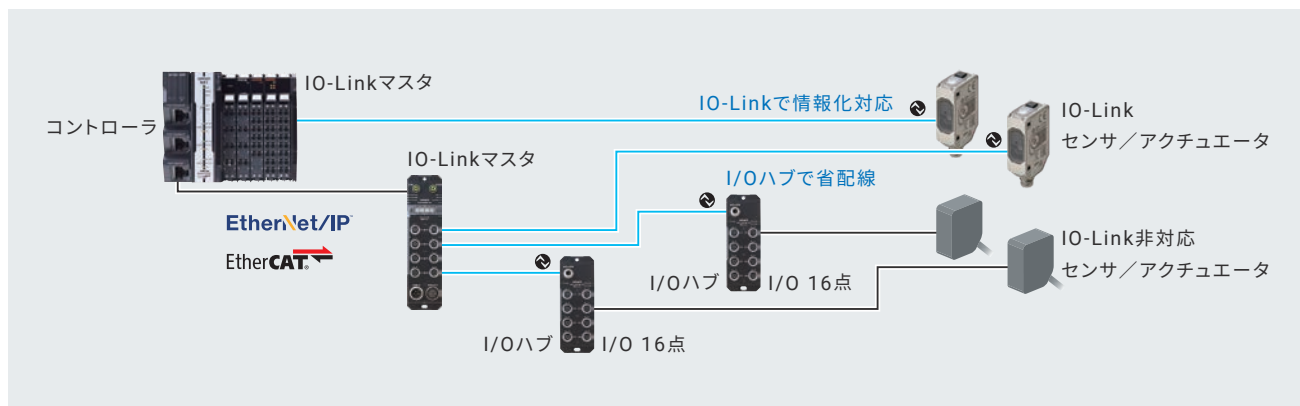 IO-Linkマスタ
コントローラ
IO-Linkで情報化対応
IO-Link
センサ／アクチュエータ
IO-Linkマスタ
I/Oハブで省配線
EtherNet/IP™
EtherCAT®
I/Oハブ
I/O 16点
IO-Link非対応
センサ／アクチュエータ
I/Oハブ
I/O 16点